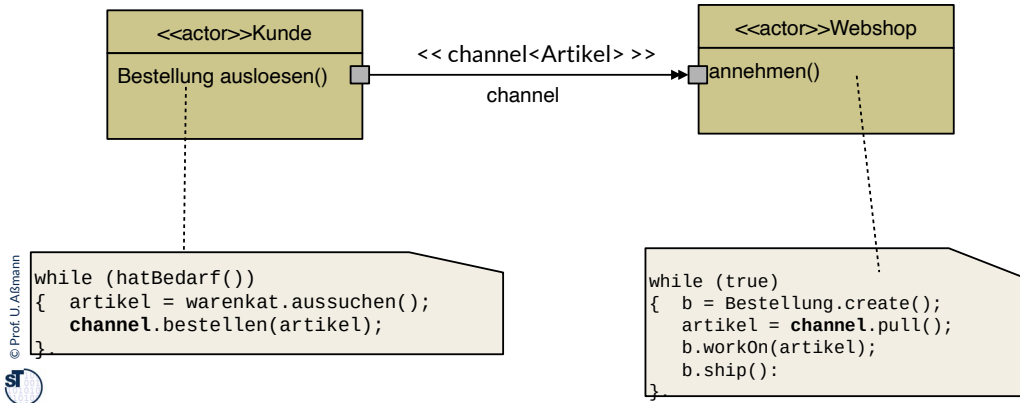 <<actor>>Kunde
Bestellung ausloesen()
<< channel<Artikel> >>
channel
<<actor>>Webshop
annehmen()
© Prof. U. Aßmann
while (hatBedarf())
{ artikel = warenkat.aussuchen();
channel.bestellen(artikel);
}.
while (true)
{ b = Bestellung.create();
artikel = channel.pull();
b.workOn(artikel);
b.ship():
}.
ST